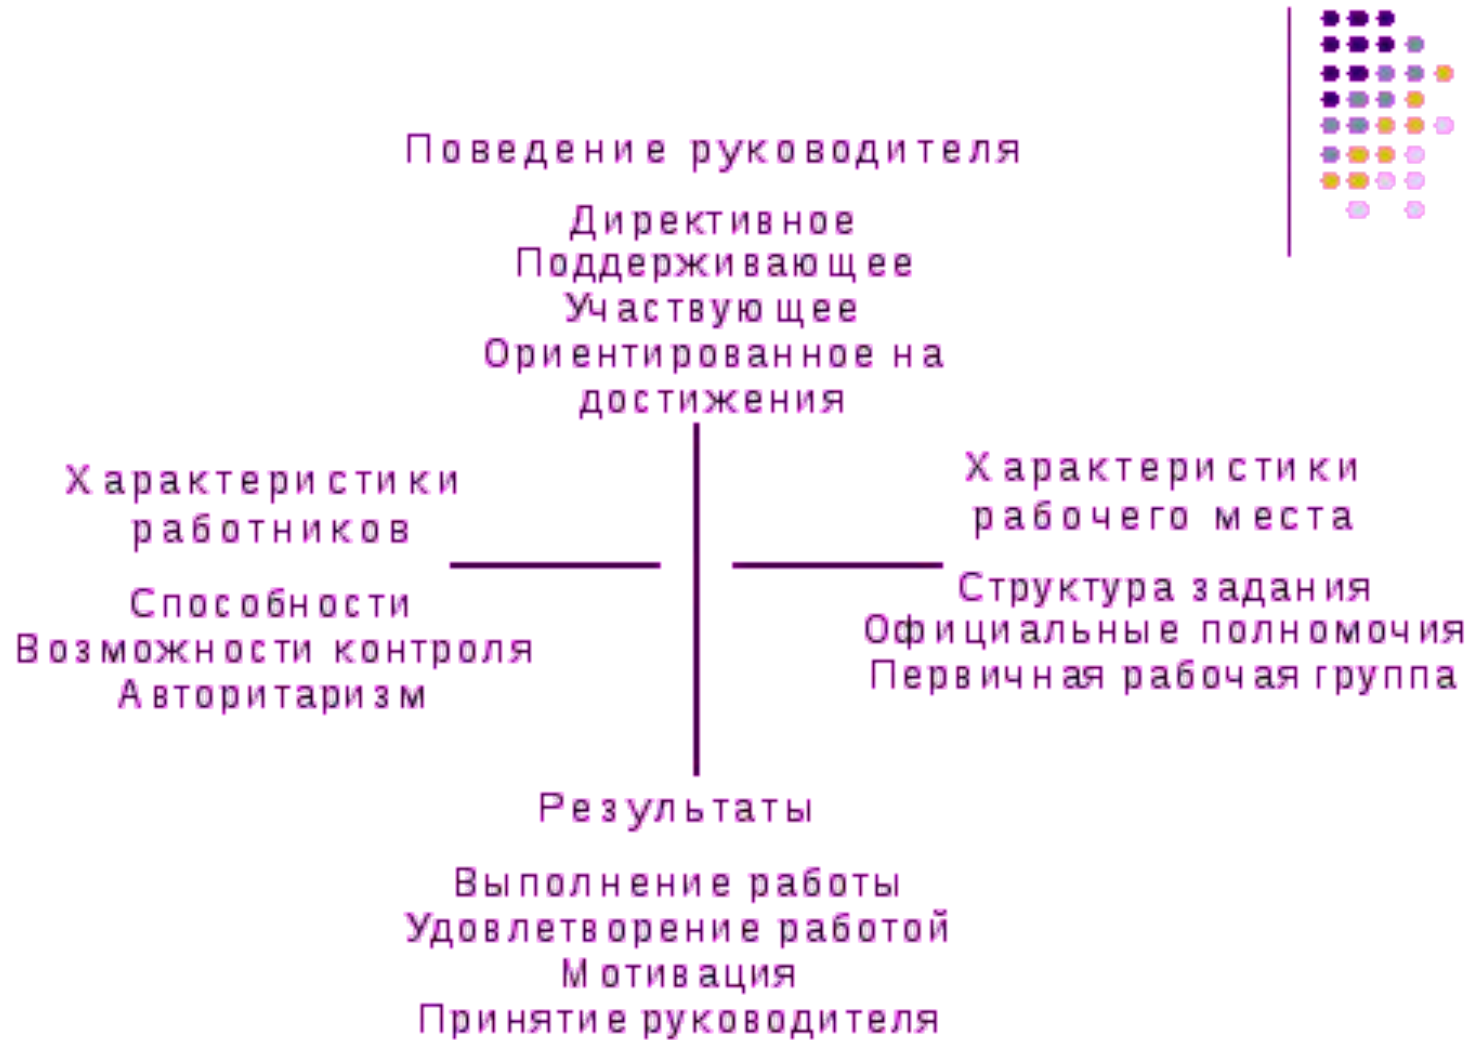 Поведение руководителя
Директивное
Поддерживающее
Участвующее
Ориентированное на
достижения
Характеристики
работников
Способности
Возможности контроля
Авторитаризм
Характеристики
рабочего места
Структура задания
Официальные полномочия
Первичная рабочая группа
Результаты
Выполнение работы
Удовлетворение работой
Мотивация
Принятие руководителя